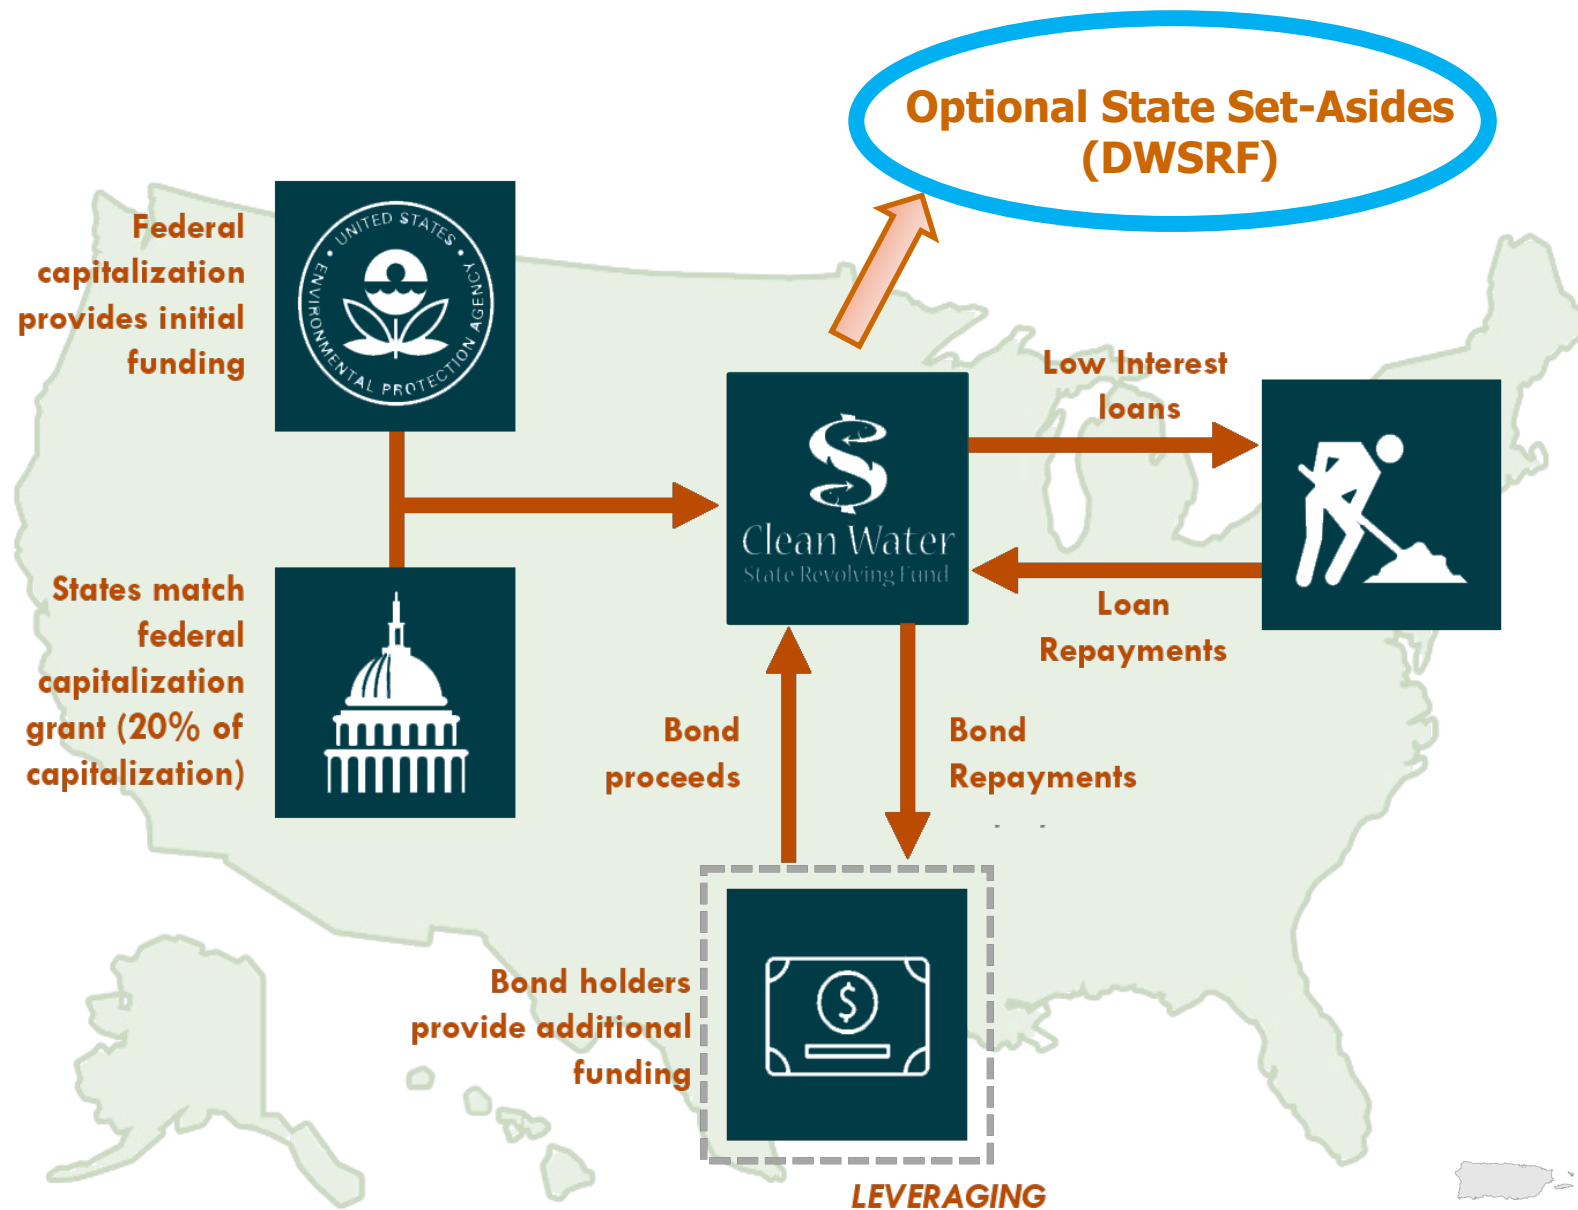 Optional State Set-Asides
(DWSRF)
Federal
capitalization
provides initial
funding
UNITED STATES
ENVIRONMENTAL PROTECTION AGENCY
Low Interest
loans
Clean Water
State Revolving Fund
Loan
Repayments
States match
federal
capitalization
grant (20% of
capitalization)
Bond
proceeds
Bond
Repayments
Bond holders
provide additional
funding
LEVERAGING